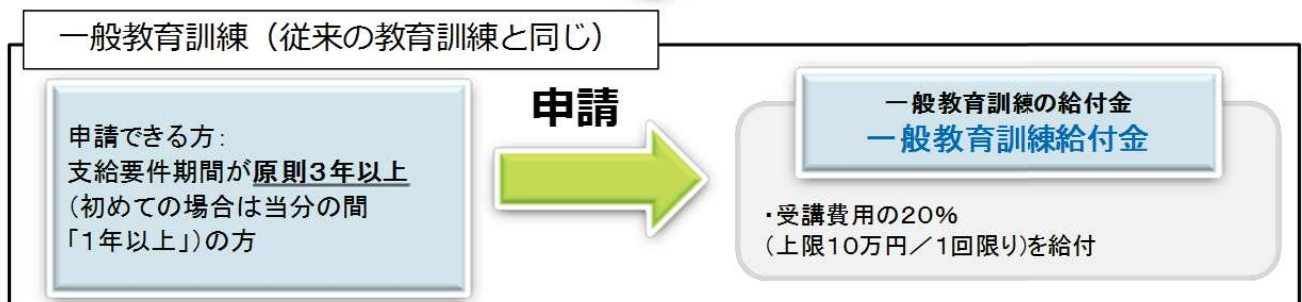 一般教育訓練（従来の教育訓練と同じ）
申請できる方：
支給要件期間が原則３年以上
（初めての場合は当分の間
「１年以上」）の方
申請
一般教育訓練の給付金
一般教育訓練給付金
・受講費用の２０％
（上限１０万円／１回限り）を給付